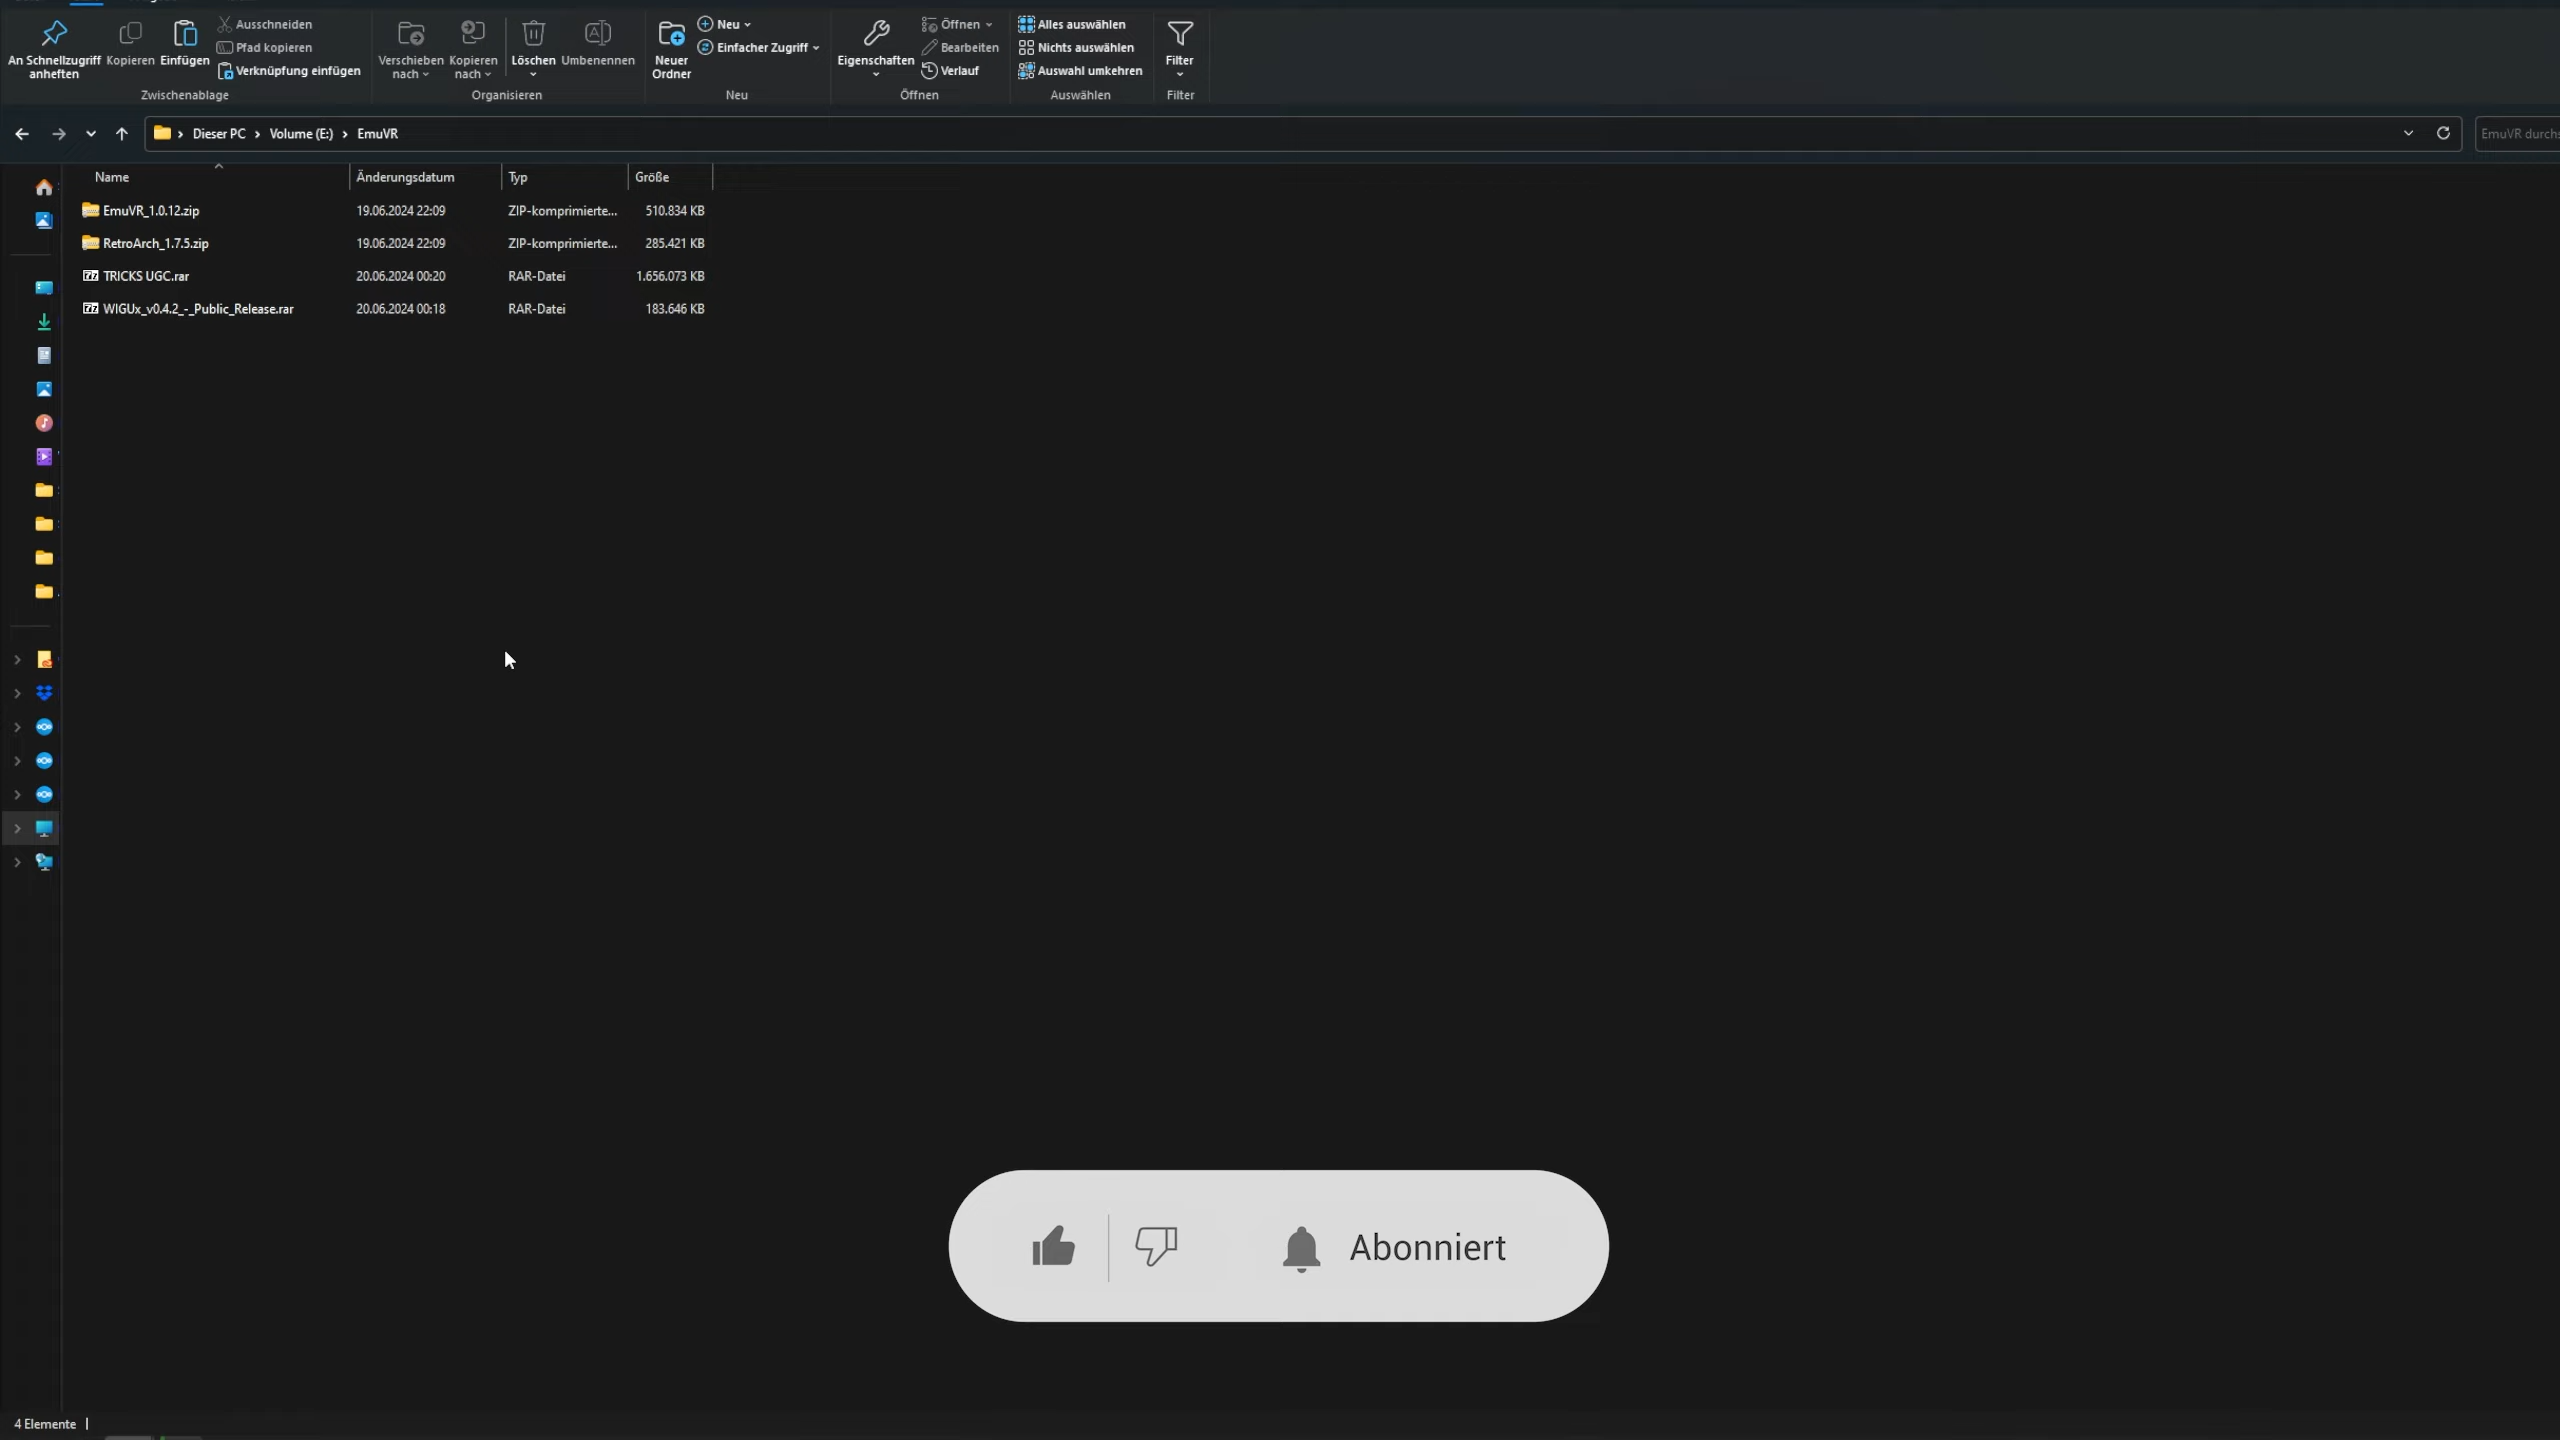 An Schnellzugriff anheften
Kopieren
Einfügen
Ausschneiden
Pfad kopieren
Verknüpfung einfügen
Zwischenablage
Verschieben nach
Kopieren nach
Löschen
Umbenennen
Organisieren
Neuer Ordner
Neu
Einfacher Zugriff
Neu
Eigenschaften
Öffnen
Bearbeiten
Verlauf
Öffnen
Alles auswählen
Nichts auswählen
Auswahl umkehren
Auswählen
Filter
Filter
Dieser PC > Volume (E:) > EmuVR
EmuVR durchs
Name Änderungsdatum Typ Größe
EmuVR_1.0.12.zip 19.06.2024 22:09 ZIP-komprimierte... 510.834 KB
RetroArch_1.7.5.zip 19.06.2024 22:09 ZIP-komprimierte... 285.421 KB
TRICKS UGC.rar 20.06.2024 00:20 RAR-Datei 1.656.073 KB
WIGUx_v0.4.2_-_Public_Release.rar 20.06.2024 00:18 RAR-Datei 183.646 KB
Abonniert
4 Elemente